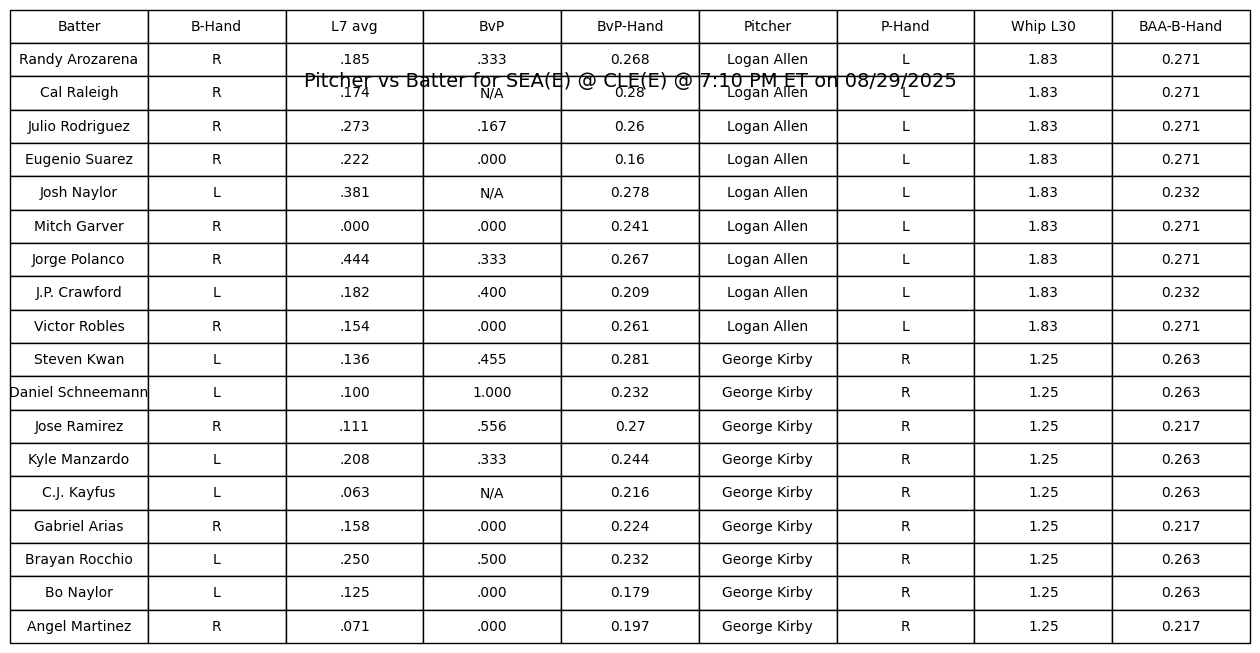 Batter B-Hand L7 avg BvP BvP-Hand Pitcher P-Hand Whip L30 BAA-B-Hand
Randy Arozarena R .185 .333 0.268 Logan Allen L 1.83 0.271
Pitcher vs Batter for SEA(E) @ CLE(E) @ 7:10 PM ET on 08/29/2025
Cal Raleigh R .174 N/A 0.28 Logan Allen L 1.83 0.271
Julio Rodriguez R .273 .167 0.26 Logan Allen L 1.83 0.271
Eugenio Suarez R .222 .000 0.16 Logan Allen L 1.83 0.271
Josh Naylor L .381 N/A 0.278 Logan Allen L 1.83 0.232
Mitch Garver R .000 .000 0.241 Logan Allen L 1.83 0.271
Jorge Polanco R .444 .333 0.267 Logan Allen L 1.83 0.271
J.P. Crawford L .182 .400 0.209 Logan Allen L 1.83 0.232
Victor Robles R .154 .000 0.261 Logan Allen L 1.83 0.271
Steven Kwan L .136 .455 0.281 George Kirby R 1.25 0.263
Daniel Schneemann L .100 1.000 0.232 George Kirby R 1.25 0.263
Jose Ramirez R .111 .556 0.27 George Kirby R 1.25 0.217
Kyle Manzardo L .208 .333 0.244 George Kirby R 1.25 0.263
C.J. Kayfus L .063 N/A 0.216 George Kirby R 1.25 0.263
Gabriel Arias R .158 .000 0.224 George Kirby R 1.25 0.217
Brayan Rocchio L .250 .500 0.232 George Kirby R 1.25 0.263
Bo Naylor L .125 .000 0.179 George Kirby R 1.25 0.263
Angel Martinez R .071 .000 0.197 George Kirby R 1.25 0.217